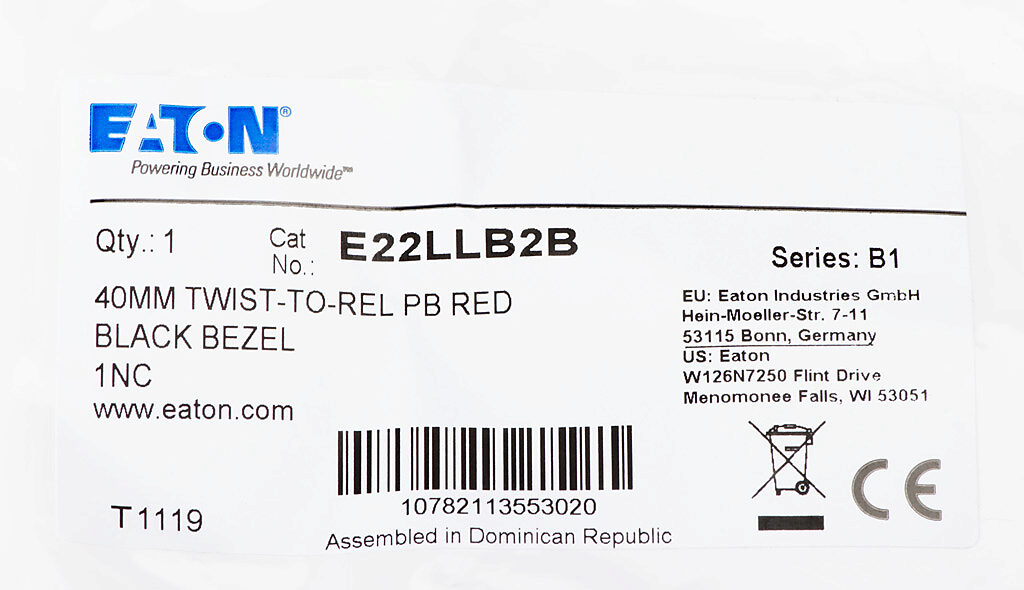 EATON®
Powering Business Worldwide™
Qty.: 1
Cat No.: E22LLB2B
Series: B1
40MM TWIST-TO-REL PB RED
BLACK BEZEL
1NC
www.eaton.com
EU: Eaton Industries GmbH
Hein-Moeller-Str. 7-11
53115 Bonn, Germany
US: Eaton
W126N7250 Flint Drive
Menomonee Falls, WI 53051
10782113553020
T1119
Assembled in Dominican Republic
CE